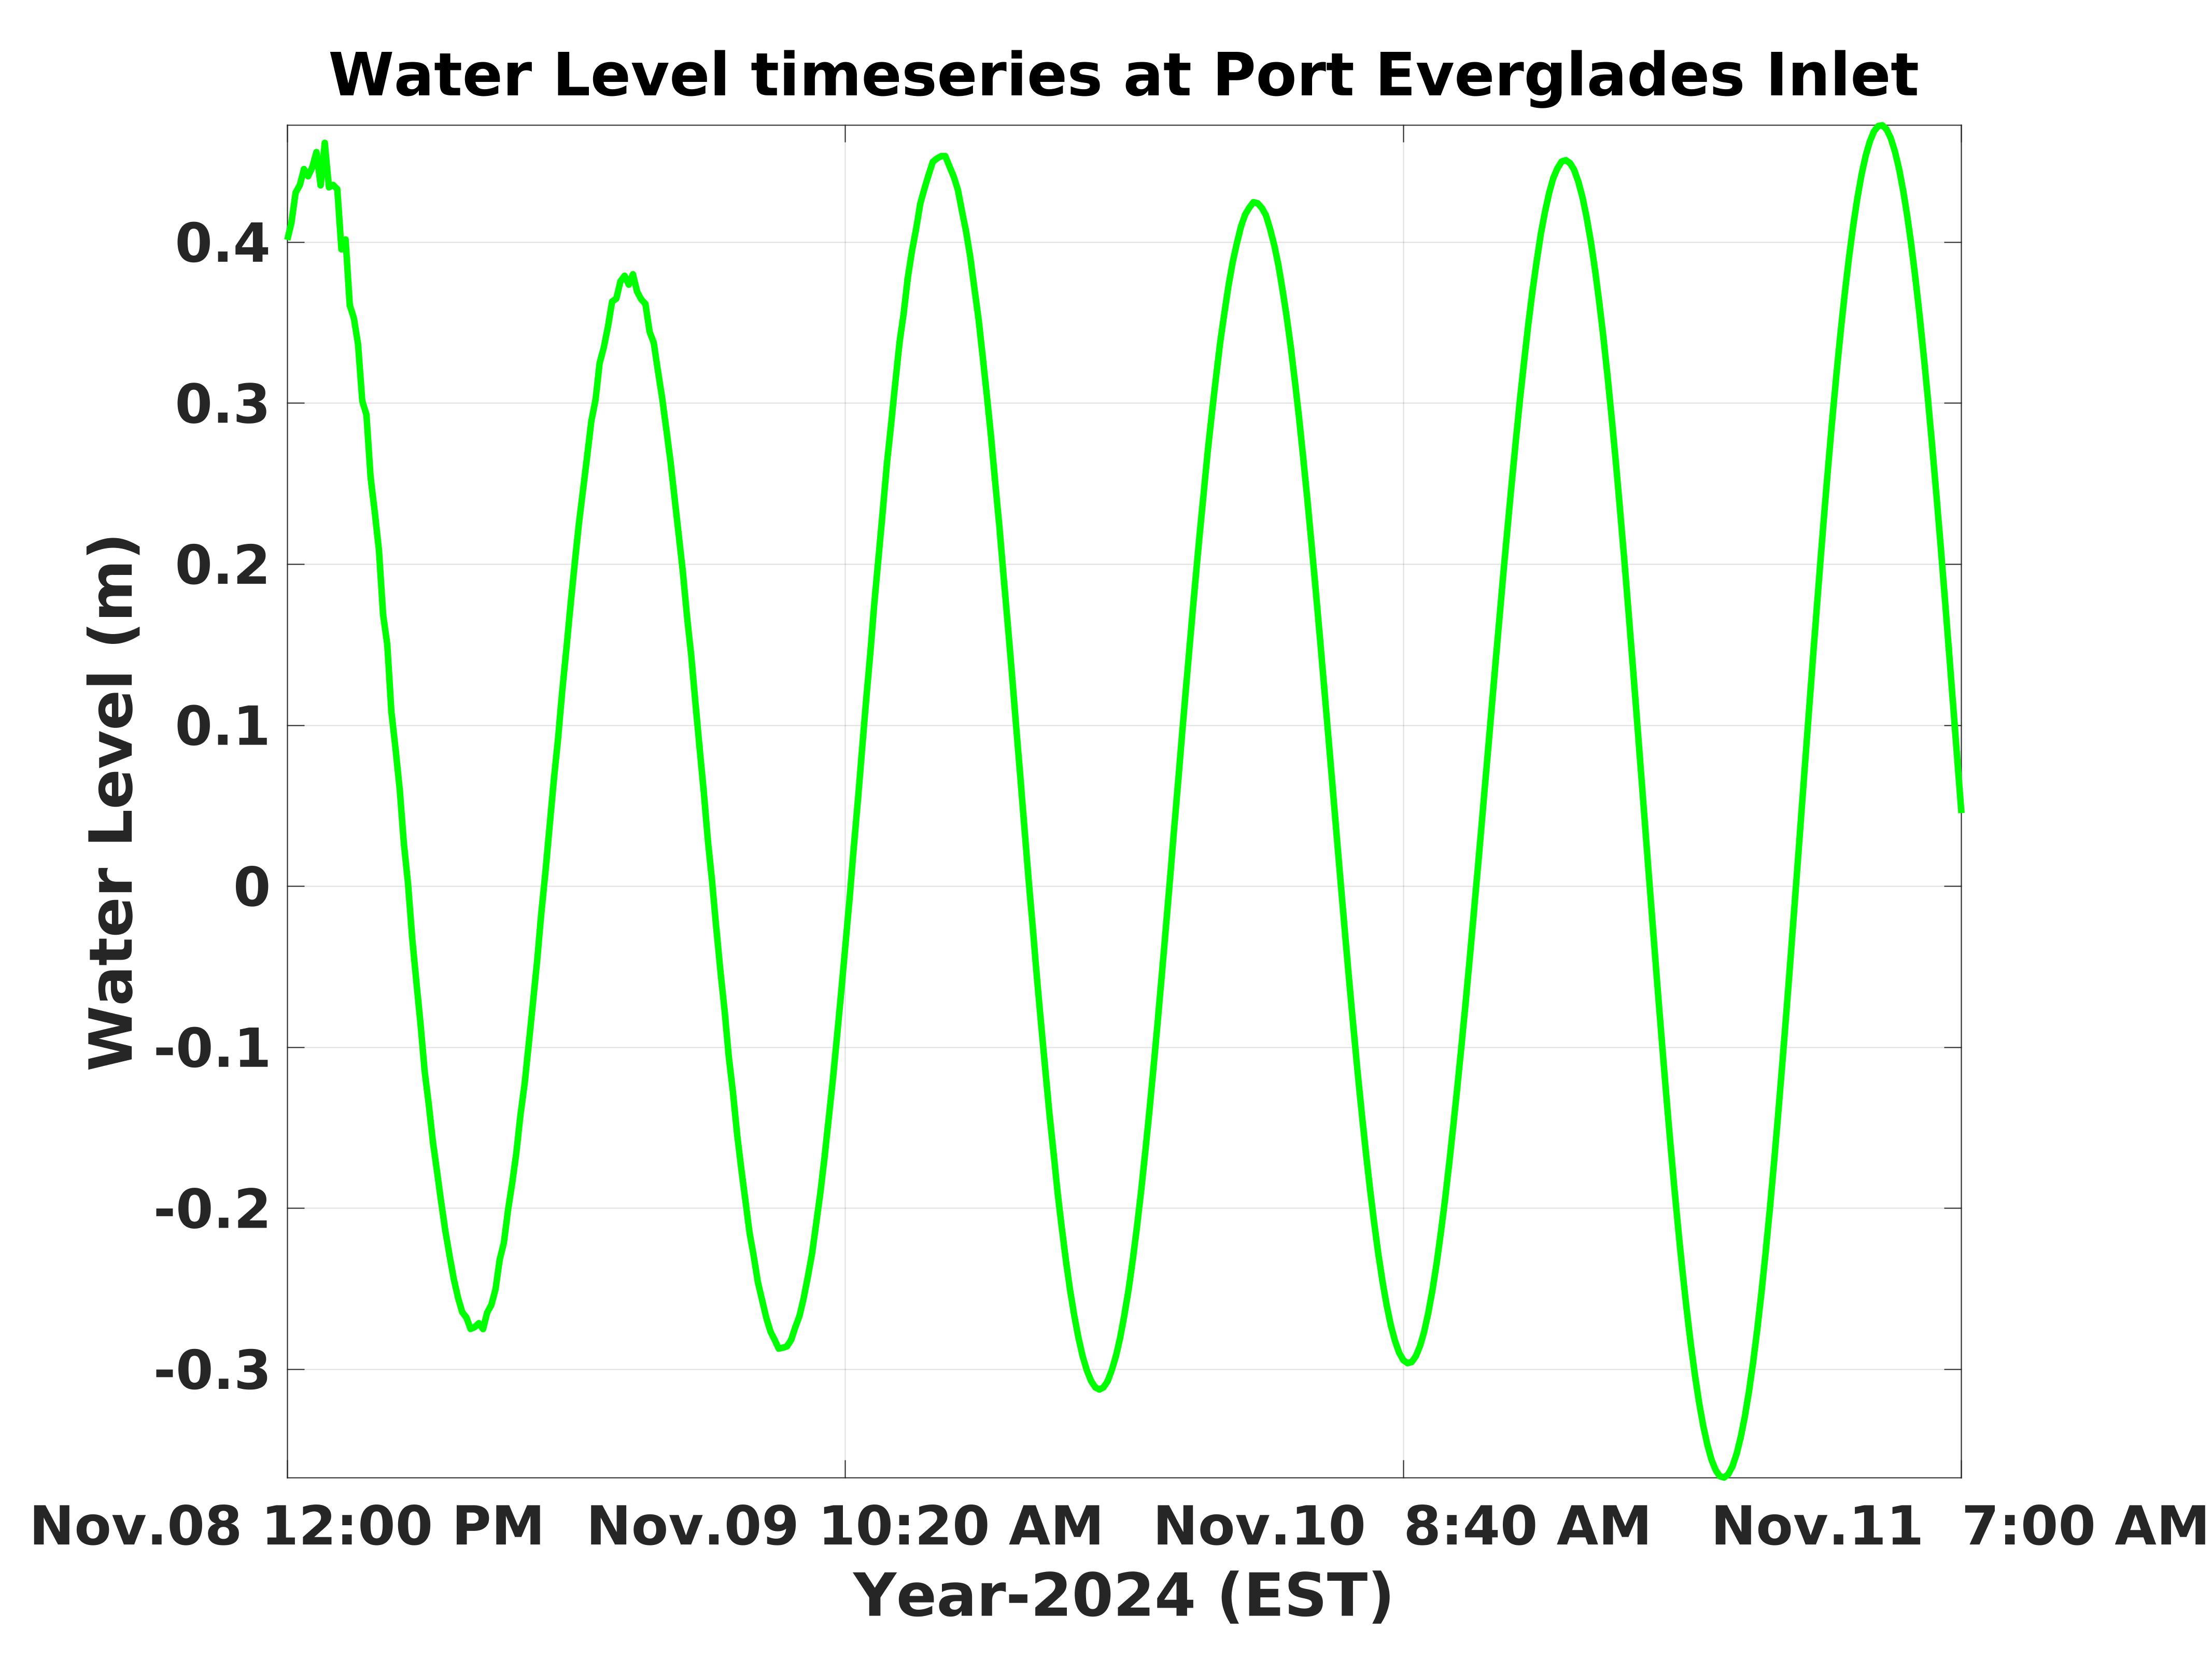 Water Level timeseries at Port Everglades Inlet
Water Level (m)
0.4
0.3
0.2
0.1
0
-0.1
-0.2
-0.3
Nov.08 12:00 PM Nov.09 10:20 AM Nov.10 8:40 AM Nov.11 7:00 AM
Year-2024 (EST)